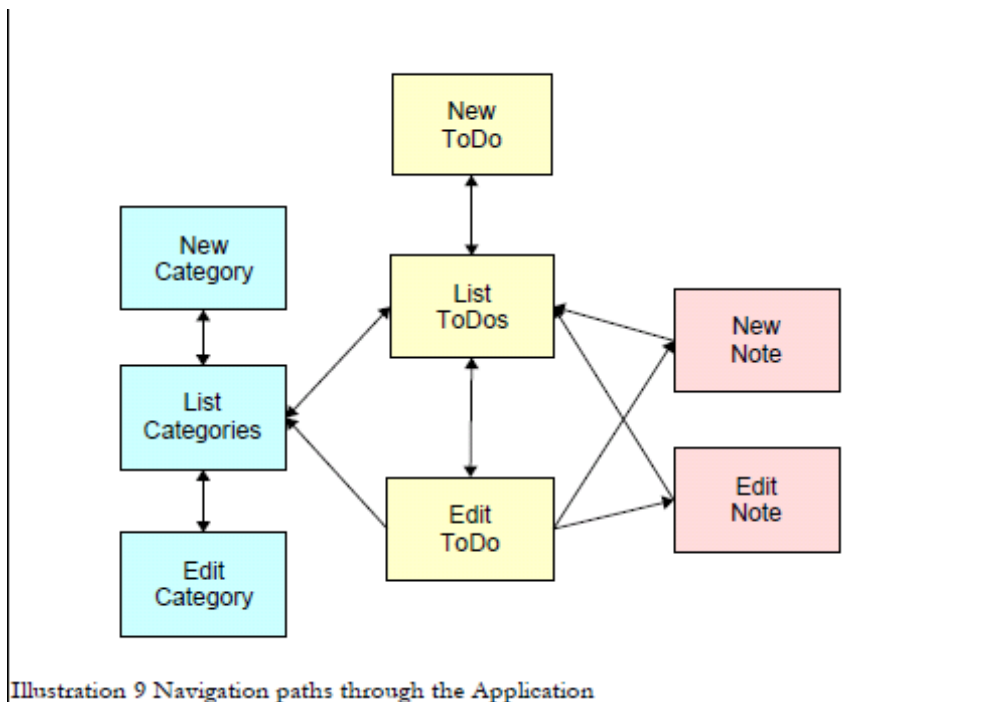 New
ToDo
New
Category
List
ToDos
New
Note
List
Categories
Edit
ToDo
Edit
Note
Edit
Category
Illustration 9 Navigation paths through the Application